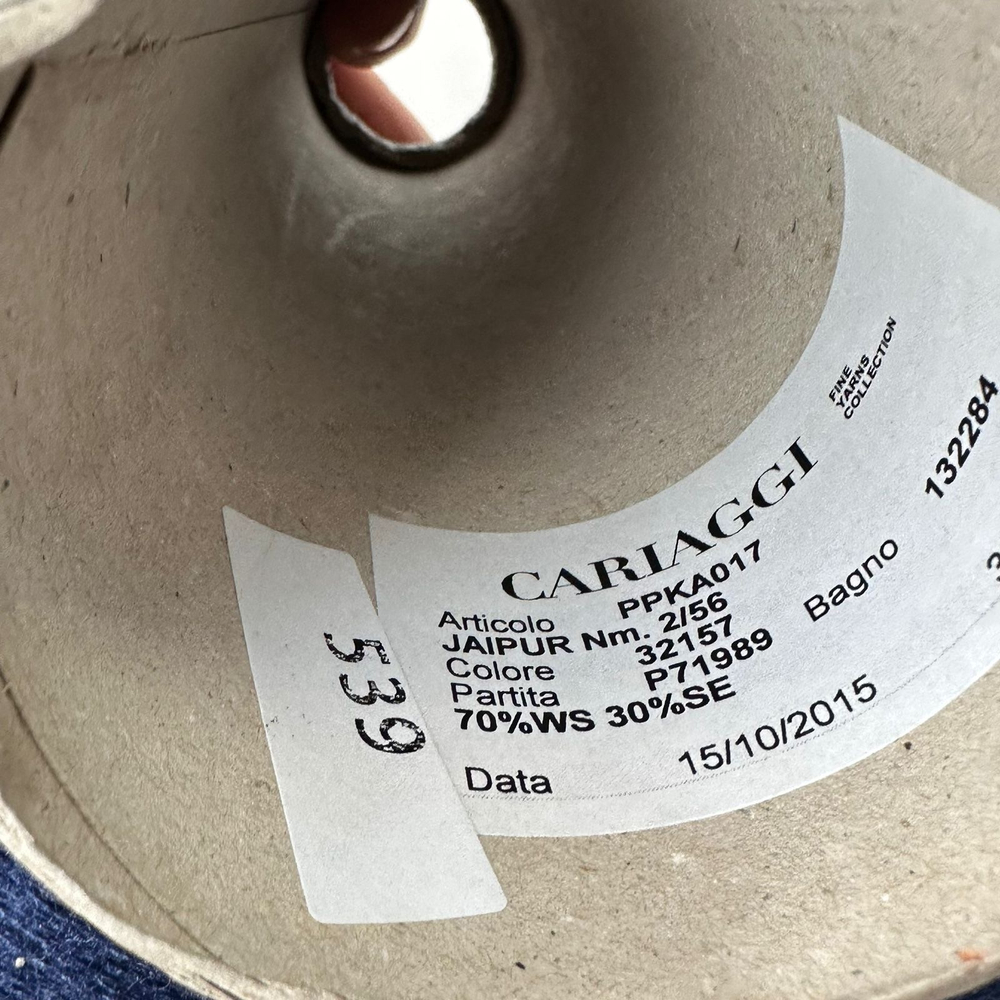 CARIAGGI
FINE
YARNS
COLLECTION
Articolo PPKA017
JAIPUR Nm. 2/56
Colore 32157
Partita P71989
Bagno 132284
70%WS 30%SE
Data 15/10/2015
539